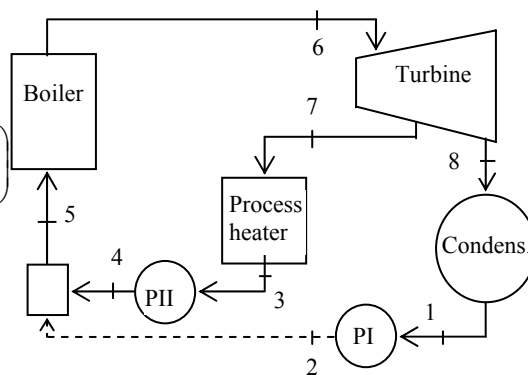 6
Turbine
Boiler
7
8
Process
heater
Condens.
5
4
PII
3
1
PI
2